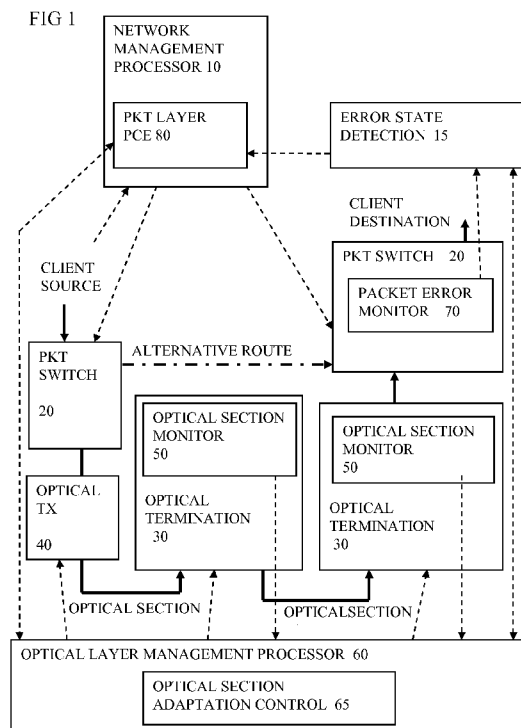 FIG 1
NETWORK
MANAGEMENT
PROCESSOR 10
PKT LAYER
PCE 80
ERROR STATE
DETECTION 15
CLIENT
DESTINATION
CLIENT
SOURCE
PKT SWITCH 20
PACKET ERROR
MONITOR 70
PKT
SWITCH
20
ALTERNATIVE ROUTE
OPTICAL
TX
40
OPTICAL SECTION
MONITOR
50
OPTICAL
TERMINATION
30
OPTICAL SECTION
MONITOR
50
OPTICAL
TERMINATION
30
OPTICAL SECTION
OPTICALSECTION
OPTICAL LAYER MANAGEMENT PROCESSOR 60
OPTICAL SECTION
ADAPTATION CONTROL 65